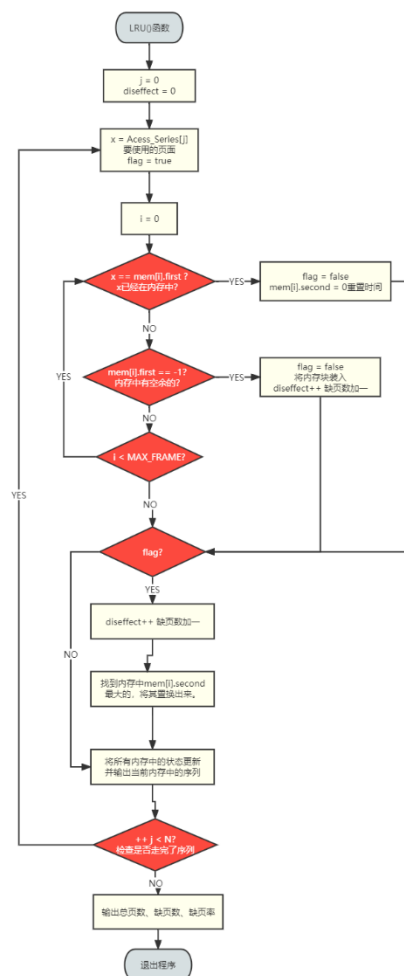 LRU()函数
j = 0
diseffect = 0
x = Acess_Series[j]
要使用的页面
flag = true
i = 0
x == mem[i].first ?
x已经在内存中?
YES
flag = false
mem[i].second = 0重置时间
NO
mem[i].first == -1?
内存中有空余的?
YES
flag = false
将内存块装入
diseffect++ 缺页数加一
YES
NO
i < MAX_FRAME?
YES
NO
flag?
YES
diseffect++ 缺页数加一
NO
找到内存中mem[i].second
最大的，将其置换出来。
将所有内存中的状态更新
并输出当前内存中的序列
++ j < N?
检查是否走完了序列
NO
输出总页数、缺页数、缺页率
退出程序